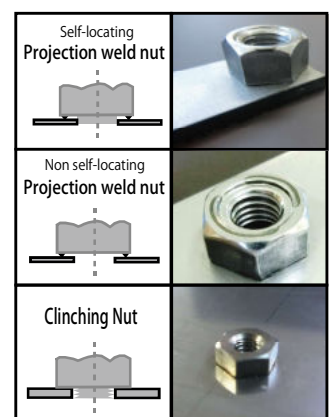 Self-locating
Projection weld nut
Non self-locating
Projection weld nut
Clinching Nut